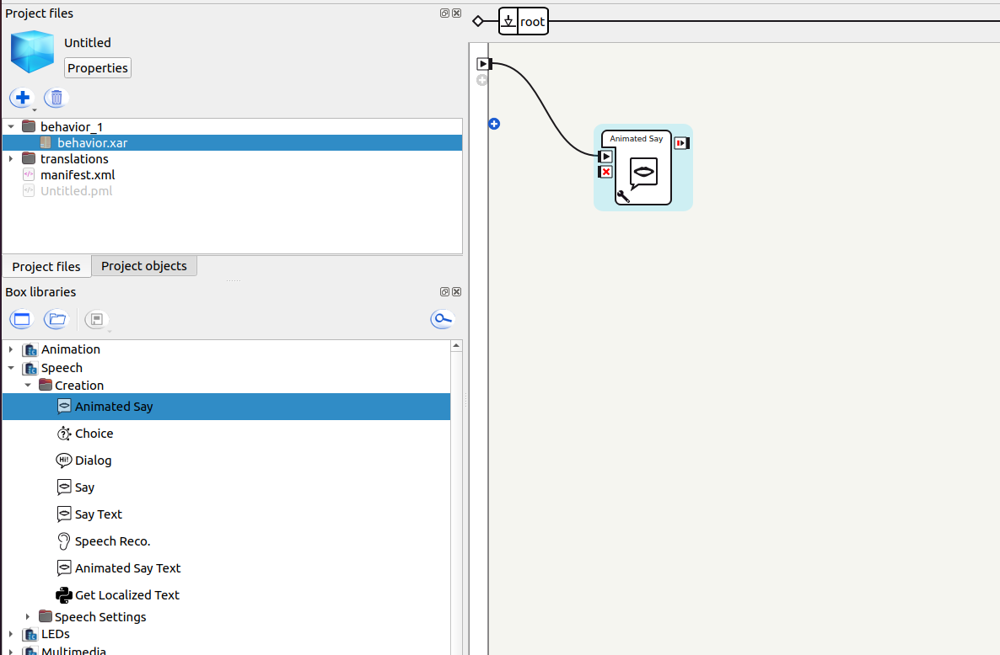 Project files
Untitled
Properties
behavior_1
behavior.xar
translations
manifest.xml
Untitled.pml
Project files
Project objects
Box libraries
Animation
Speech
Creation
Animated Say
Choice
Hi!
Dialog
Say
Say Text
Speech Reco.
Animated Say Text
Get Localized Text
Speech Settings
LEDs
Multimedia
root
Animated Say